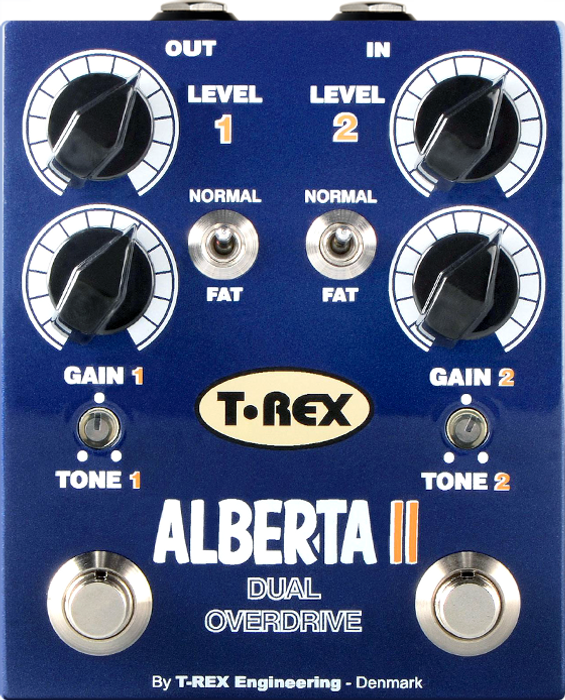 OUT IN
LEVEL 1
LEVEL 2
NORMAL
NORMAL
FAT
FAT
GAIN 1
GAIN 2
T•REX
TONE 1
TONE 2
ALBERTA II
DUAL
OVERDRIVE
By T-REX Engineering - Denmark